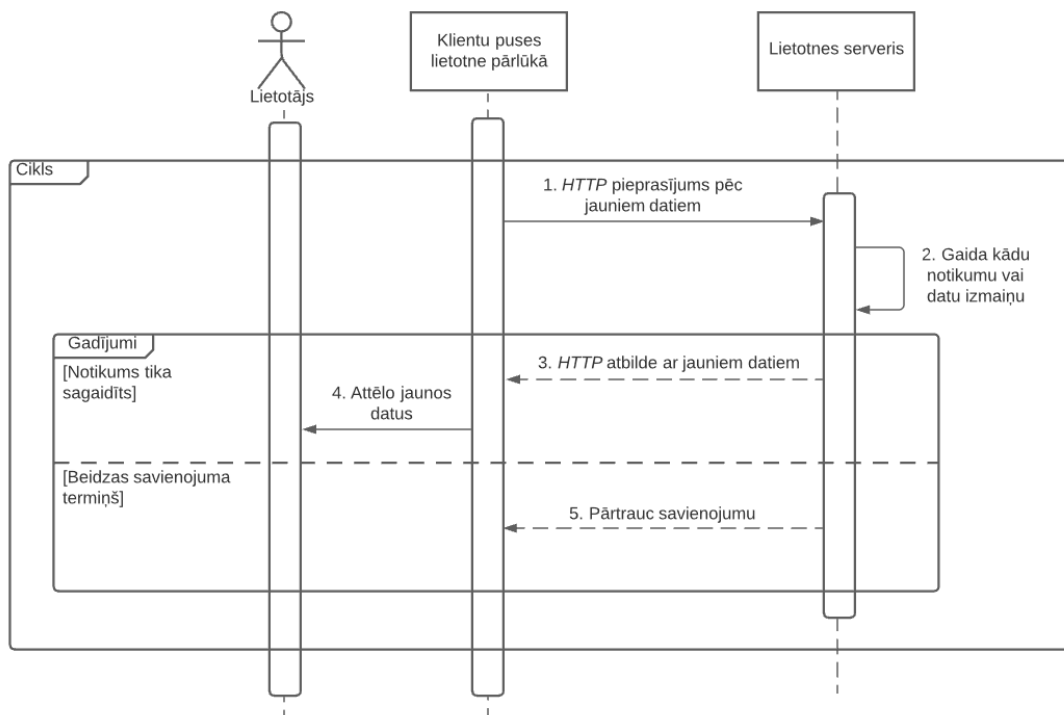 Lietotājs
Klientu puses
lietotne pārlūkā
Lietotnes serveris
Cikls
1. HTTP pieprasījums pēc
jauniem datiem
2. Gaida kādu
notikumu vai
datu izmaiņu
Gadījumi
[Notikums tika
sagaidīts]
3. HTTP atbilde ar jauniem datiem
4. Attēlo jaunos
datus
[Beidzas savienojuma
termiņš]
5. Pārtrauc savienojumu